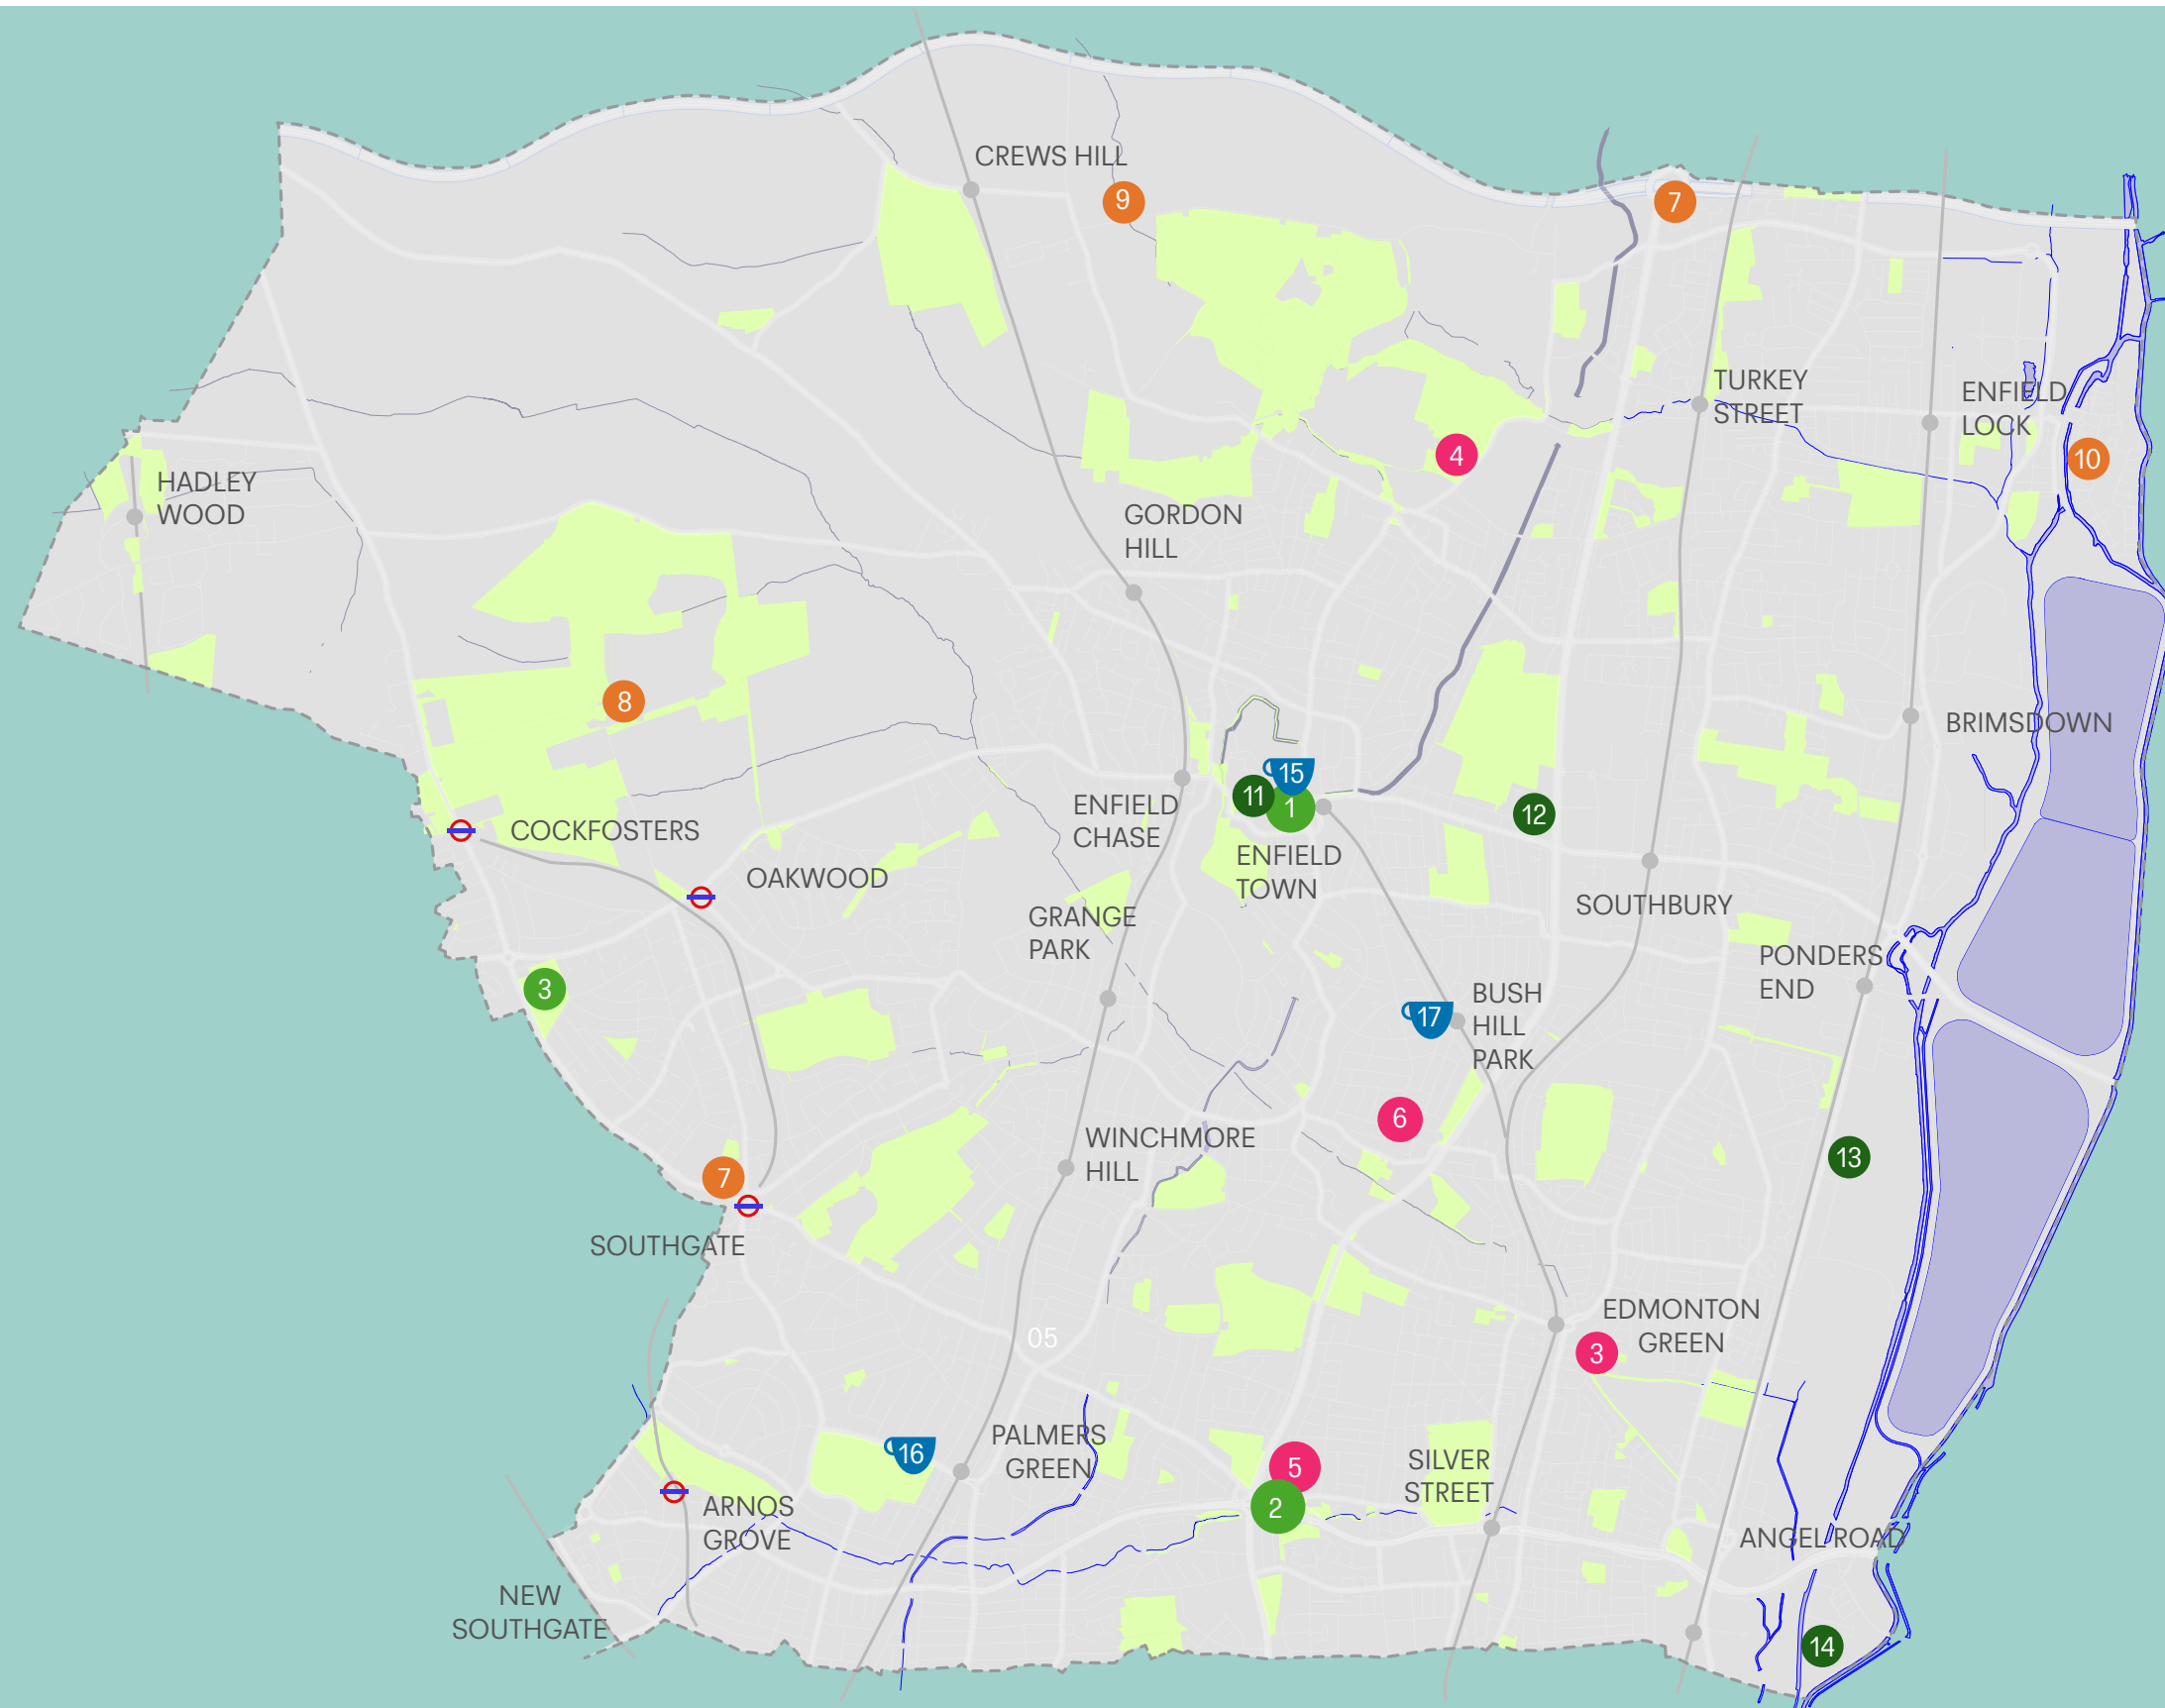 CREWS HILL
9
7
TURKEY
STREET
ENFIELD
LOCK
4
10
HADLEY
WOOD
GORDON
HILL
8
BRIMSDOWN
15
11
1
12
ENFIELD
CHASE
COCKFOSTERS
ENFIELD
TOWN
OAKWOOD
SOUTHBURY
GRANGE
PARK
PONDERS
END
3
17
BUSH
HILL
PARK
6
WINCHMORE
HILL
13
7
SOUTHGATE
EDMONTON
GREEN
05
3
PALMERS
GREEN
16
5
SILVER
STREET
2
ARNOS
GROVE
ANGEL ROAD
NEW
SOUTHGATE
14